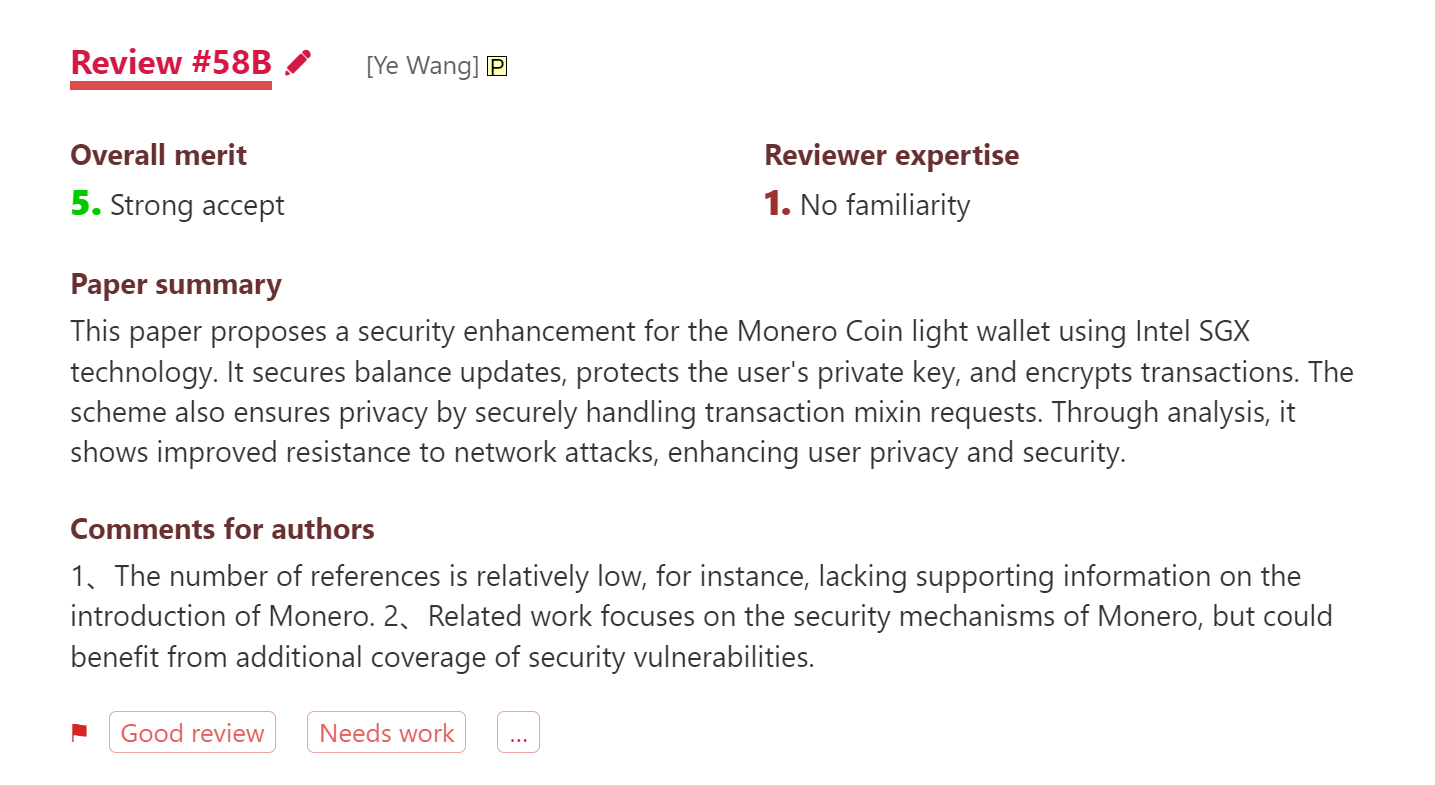 Review #58B [Ye Wang] P
Overall merit
5. Strong accept
Reviewer expertise
1. No familiarity
Paper summary
This paper proposes a security enhancement for the Monero Coin light wallet using Intel SGX
technology. It secures balance updates, protects the user's private key, and encrypts transactions. The
scheme also ensures privacy by securely handling transaction mixin requests. Through analysis, it
shows improved resistance to network attacks, enhancing user privacy and security.
Comments for authors
1、The number of references is relatively low, for instance, lacking supporting information on the
introduction of Monero. 2、Related work focuses on the security mechanisms of Monero, but could
benefit from additional coverage of security vulnerabilities.
Good review Needs work ...